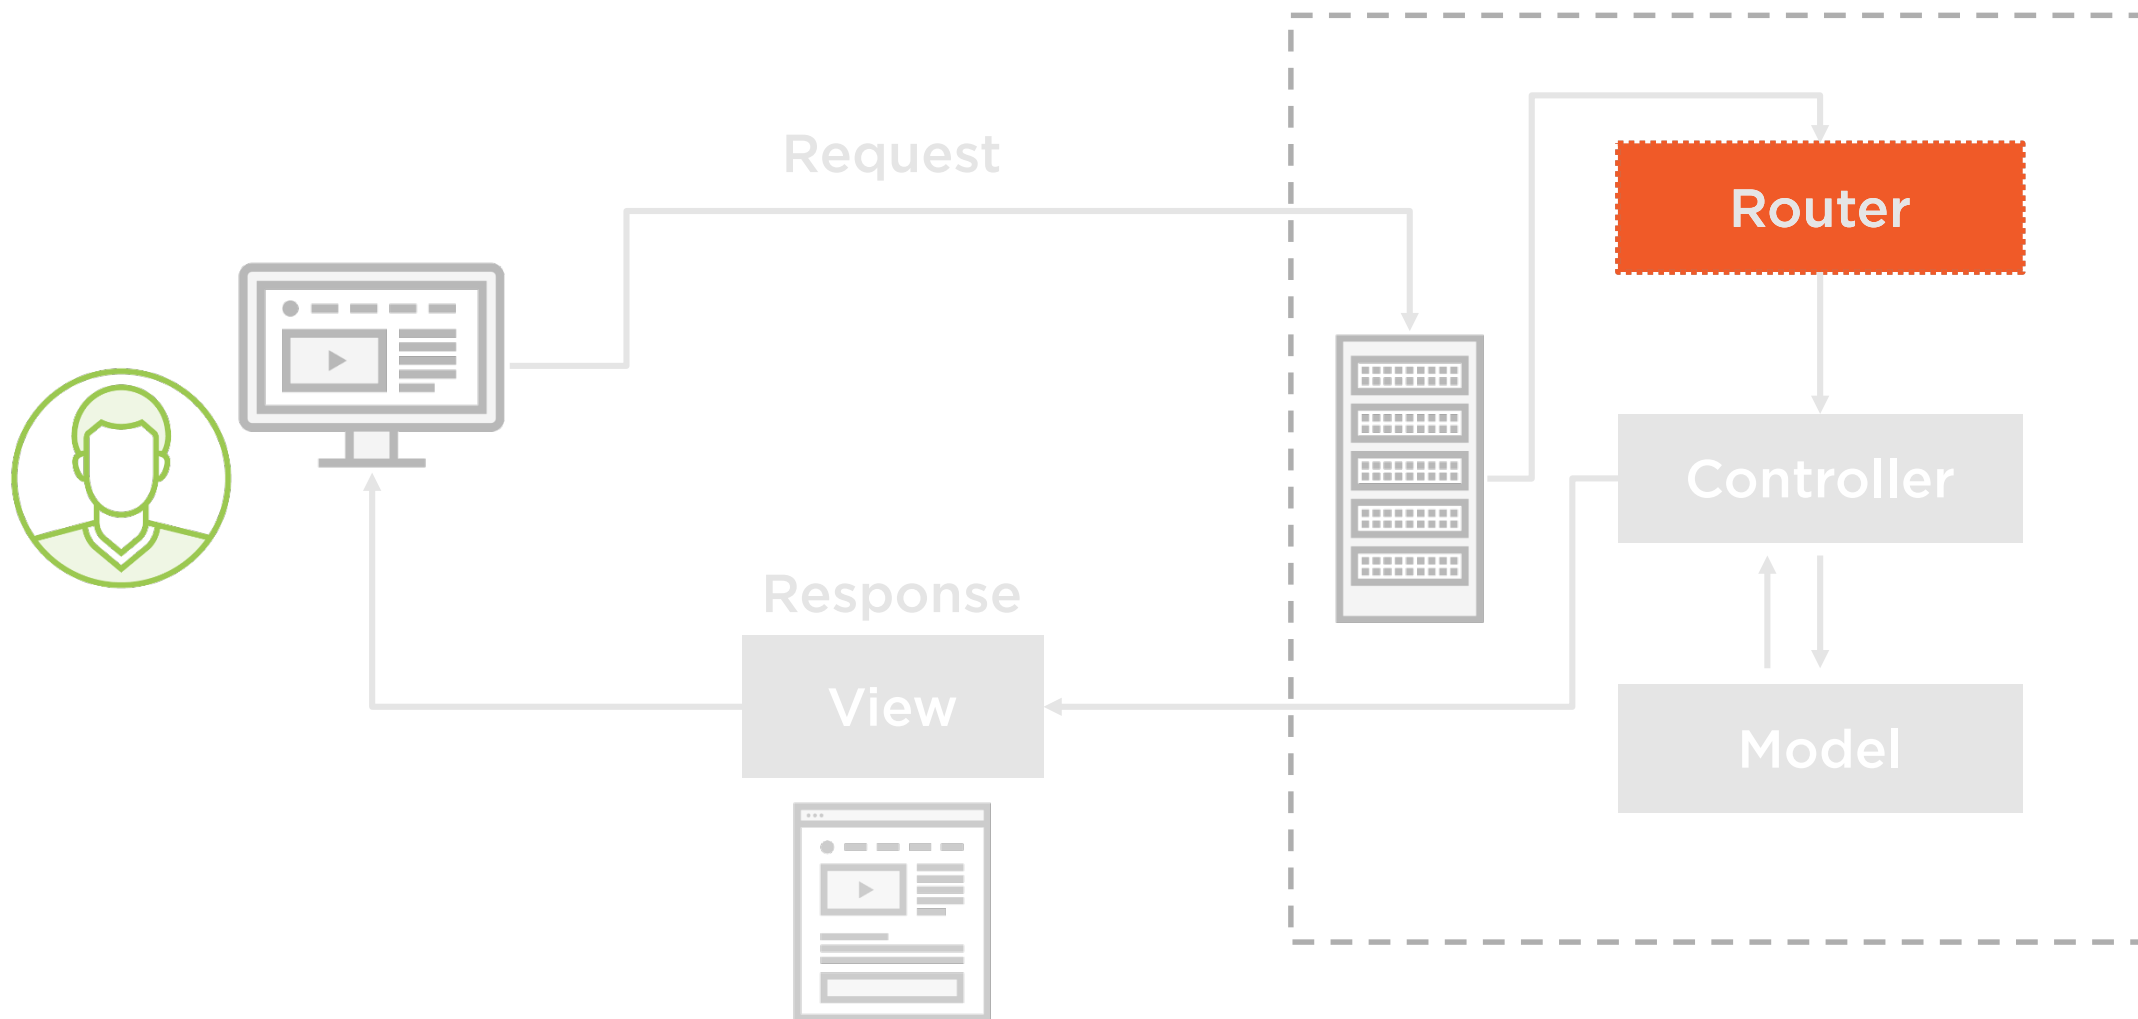 Request
Router
Controller
Response
View
Model